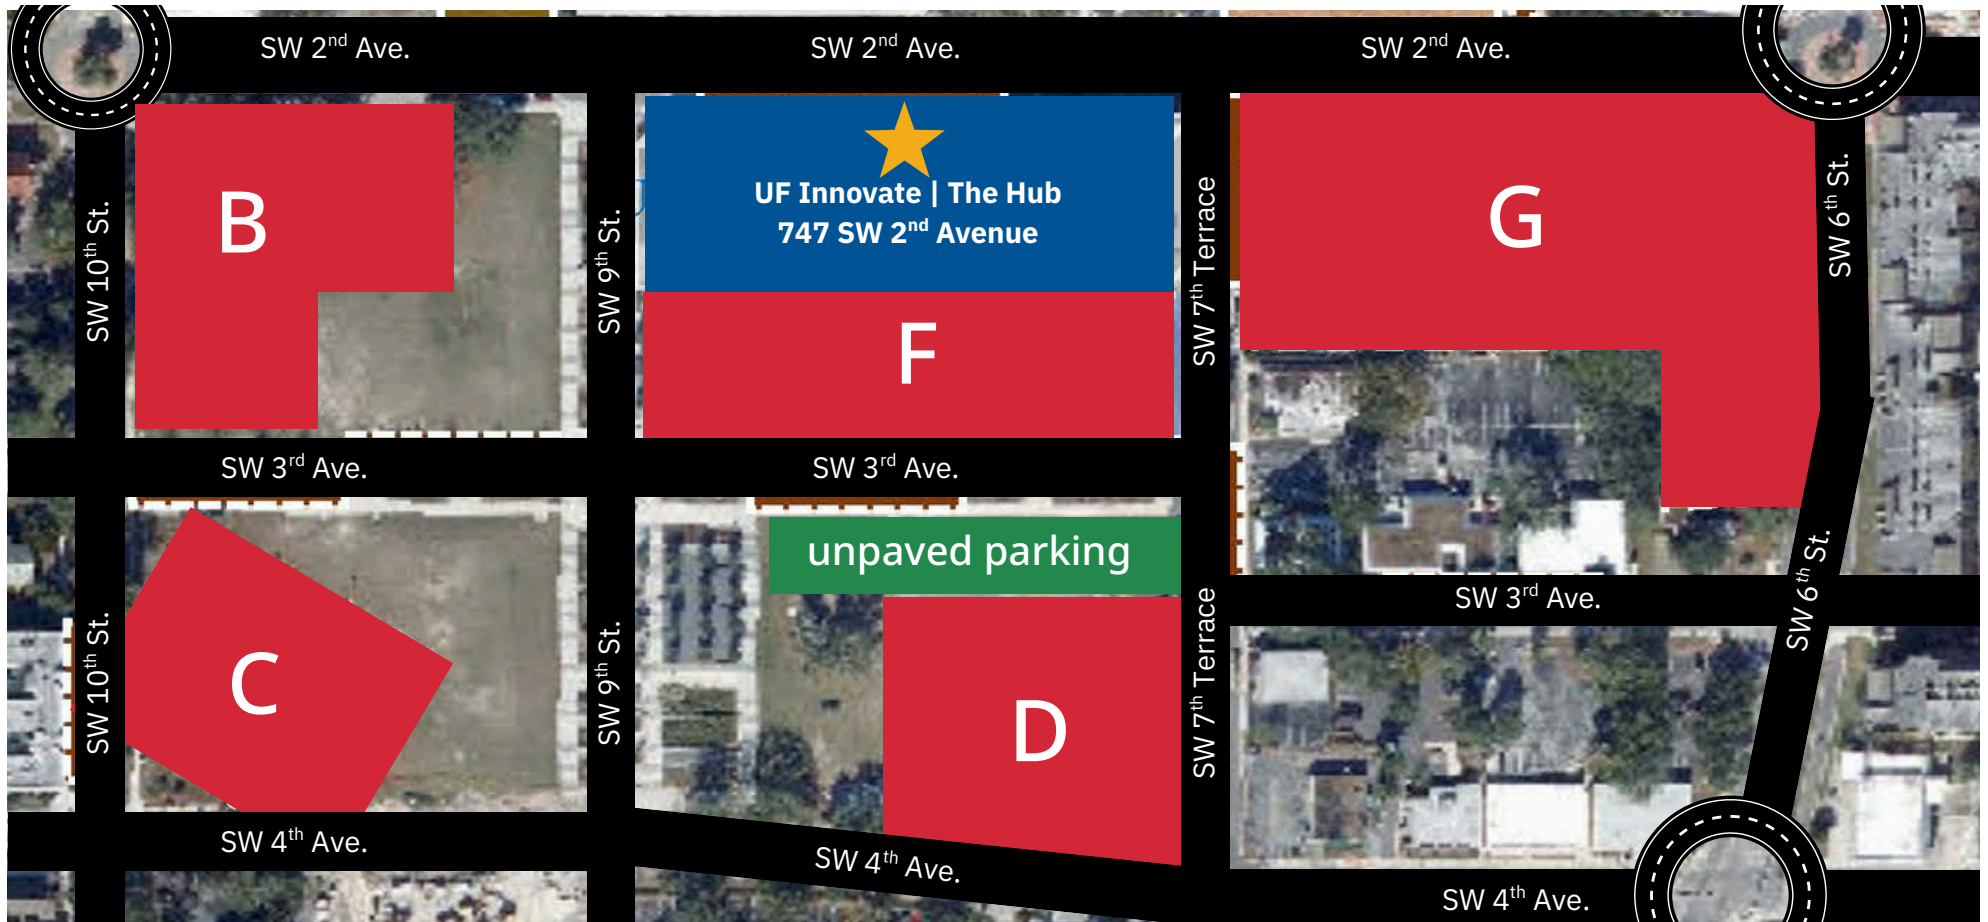 SW 2nd Ave.
SW 2nd Ave.
SW 2nd Ave.
B
UF Innovate | The Hub
747 SW 2nd Avenue
G
SW 10th St.
SW 9th St.
SW 7th Terrace
SW 6th St.
F
SW 3rd Ave.
SW 3rd Ave.
unpaved parking
SW 3rd Ave.
SW 6th St.
C
D
SW 10th St.
SW 9th St.
SW 7th Terrace
SW 4th Ave.
SW 4th Ave.
SW 4th Ave.